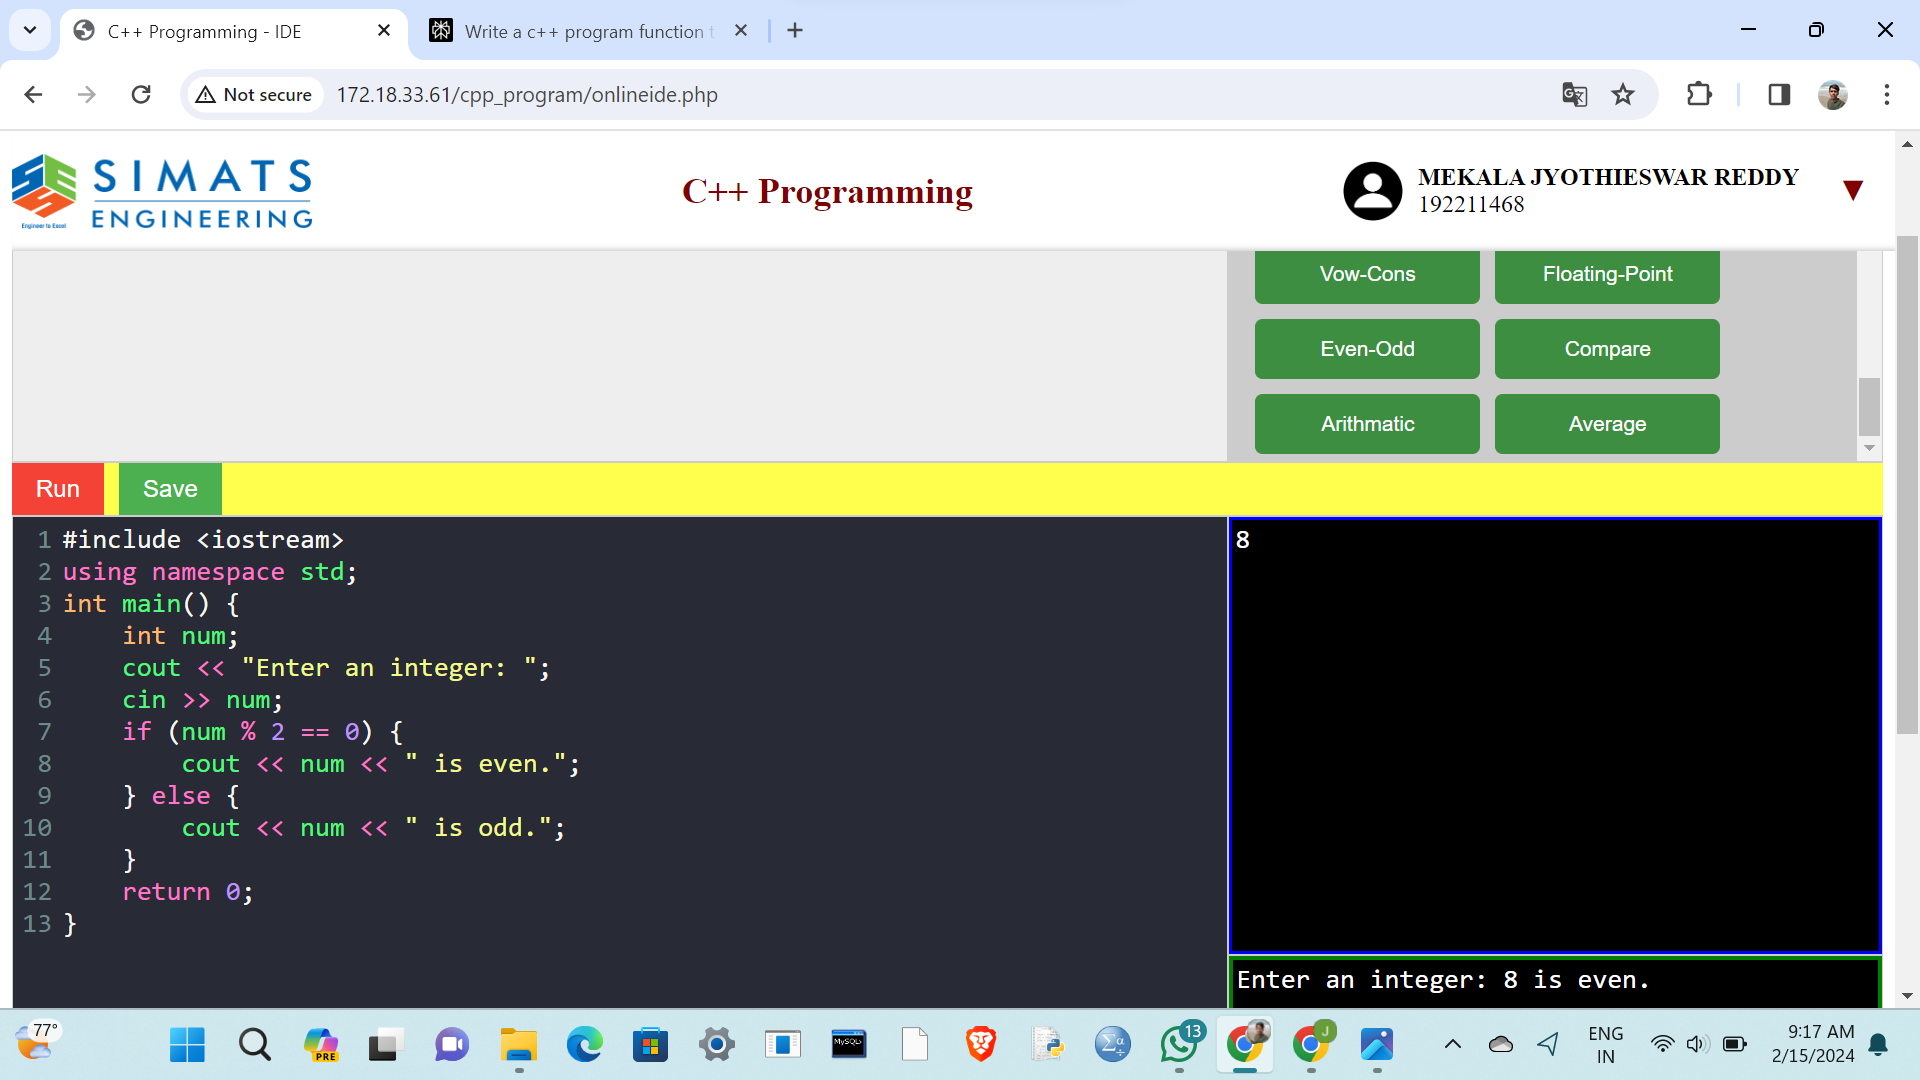 C++ Programming - IDE
Write a c++ program function t
Not secure
172.18.33.61/cpp_program/onlineide.php
SIMATS
ENGINEERING
Engineer to Excel
C++ Programming
MEKALA JYOTHIESWAR REDDY
192211468
Vow-Cons
Floating-Point
Even-Odd
Compare
Arithmatic
Average
Run
Save
1 #include <iostream>
2 using namespace std;
3 int main() {
4     int num;
5     cout << "Enter an integer: ";
6     cin >> num;
7     if (num % 2 == 0) {
8         cout << num << " is even.";
9     } else {
10         cout << num << " is odd.";
11     }
12     return 0;
13 }
8
Enter an integer: 8 is even.
77°
PRE
MySQL
13
J
ENG
IN
9:17 AM
2/15/2024